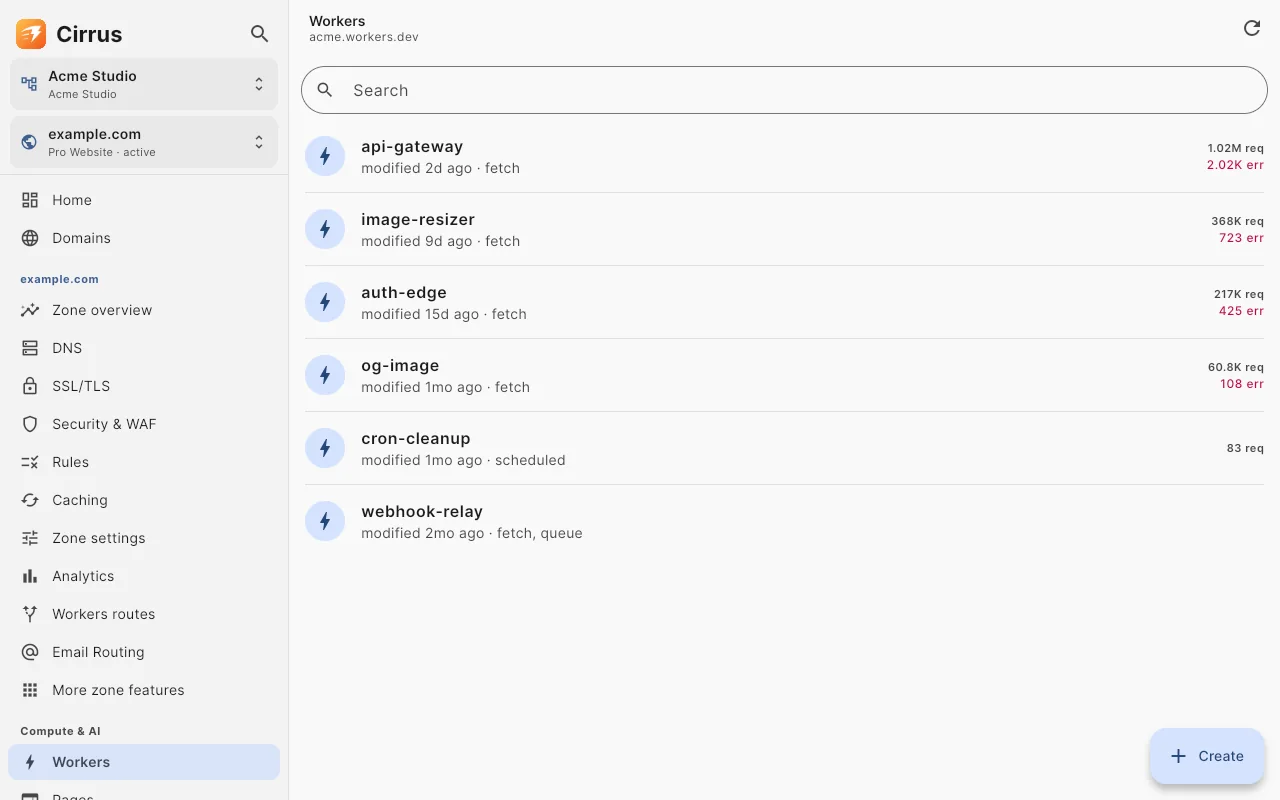 Cirrus
Acme Studio
Acme Studio
example.com
Pro Website · active
Home
Domains
example.com
Zone overview
DNS
SSL/TLS
Security & WAF
Rules
Caching
Zone settings
Analytics
Workers routes
Email Routing
More zone features
Compute & AI
Workers
Pages
Workers
acme.workers.dev
Search
api-gateway
modified 2d ago · fetch
1.02M req
2.02K err
image-resizer
modified 9d ago · fetch
368K req
723 err
auth-edge
modified 15d ago · fetch
217K req
425 err
og-image
modified 1mo ago · fetch
60.8K req
108 err
cron-cleanup
modified 1mo ago · scheduled
83 req
webhook-relay
modified 2mo ago · fetch, queue
Create